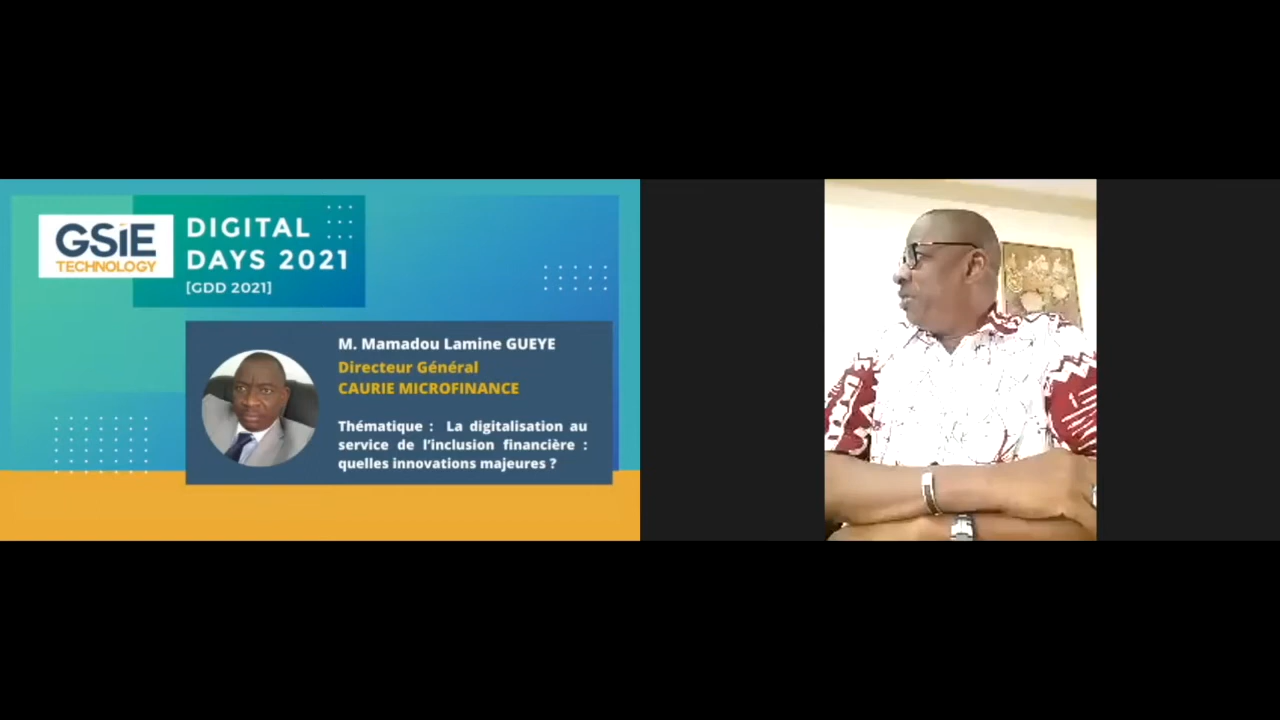 GSiE
TECHNOLOGY
DIGITAL
DAYS 2021
[GDD 2021]
M. Mamadou Lamine GUEYE
Directeur Général
CAURIE MICROFINANCE
Thématique : La digitalisation au
service de l’inclusion financière :
quelles innovations majeures ?